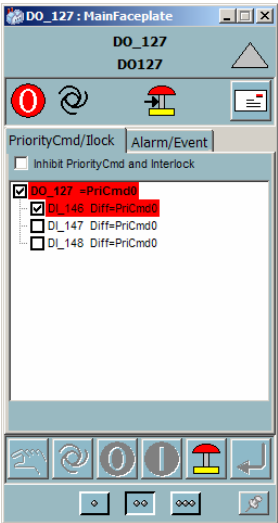 DO_127 : MainFaceplate
DO_127
DO127
PriorityCmd/Ilock
Alarm/Event
Inhibit PriorityCmd and Interlock
DO_127 =PriCmd0
DI_146 Diff=PriCmd0
DI_147 Diff=PriCmd0
DI_148 Diff=PriCmd0